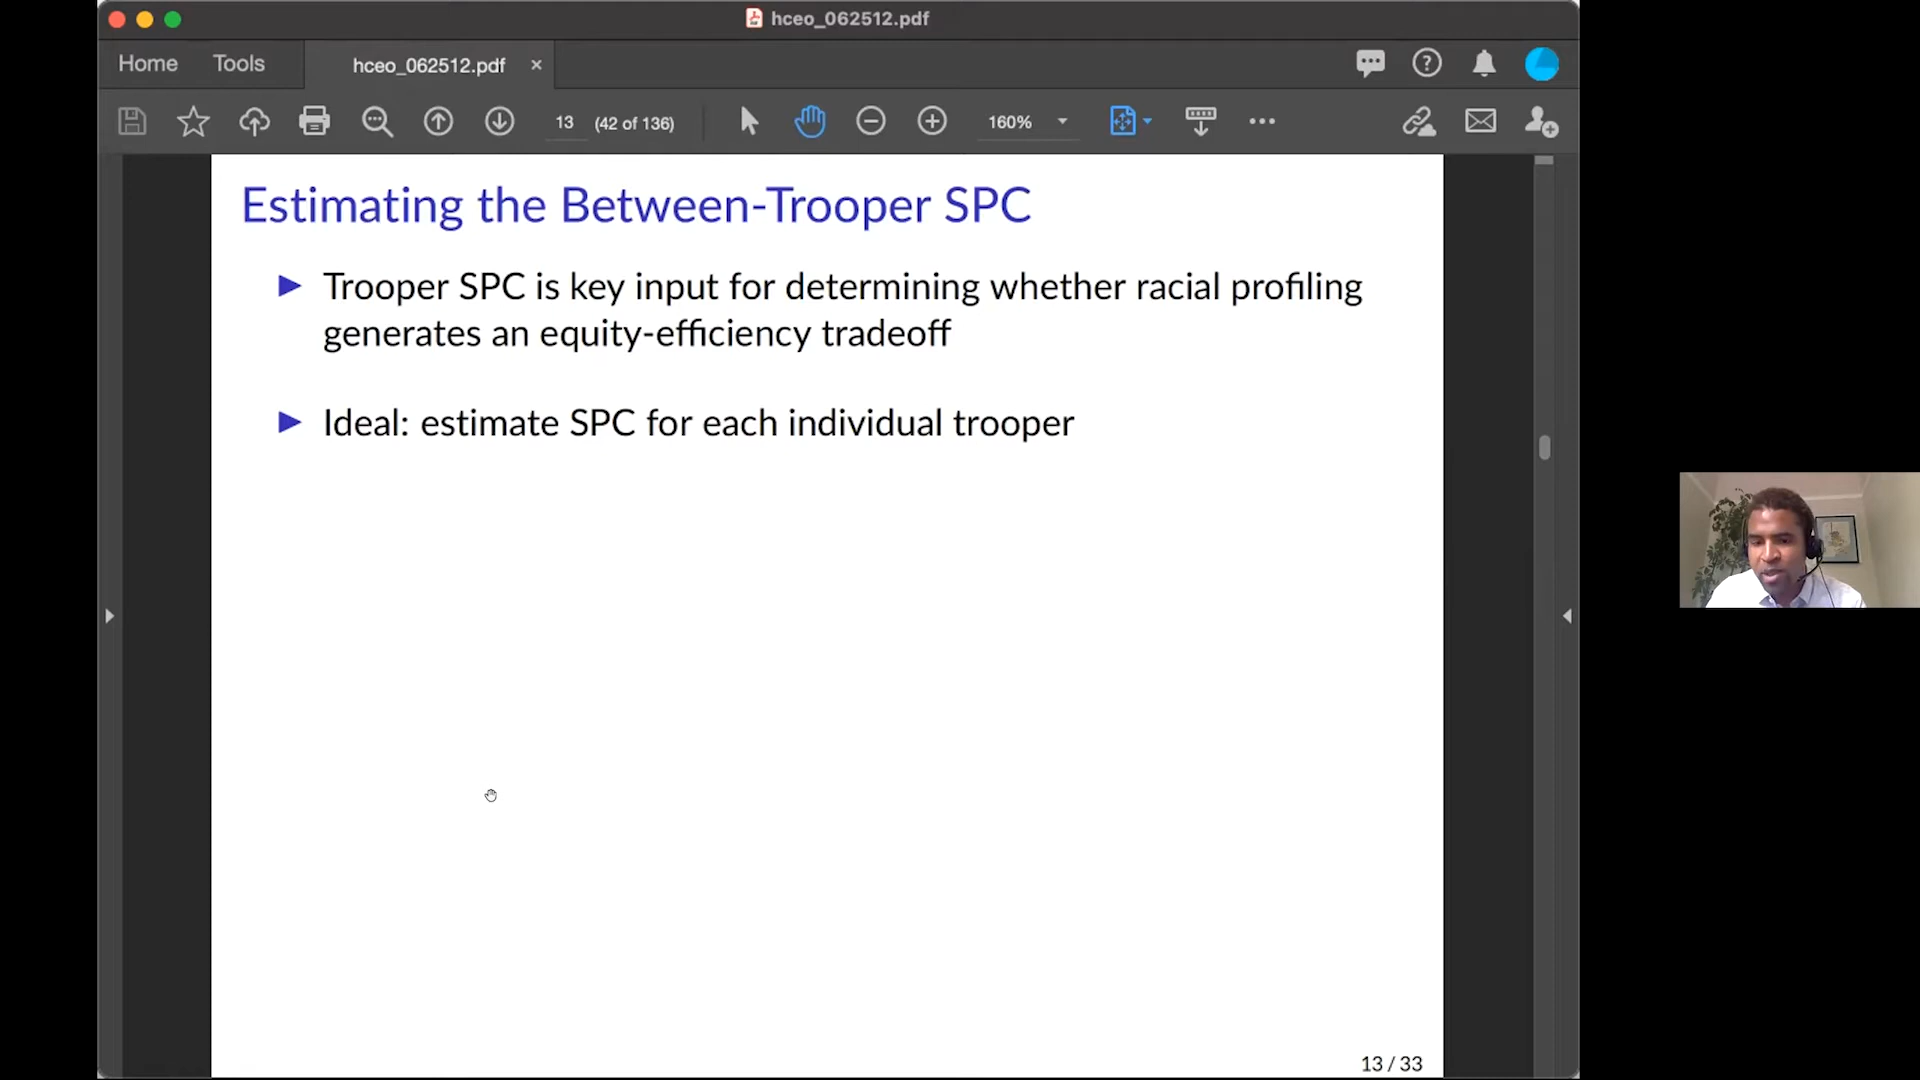 hceo_062512.pdf
Home Tools hceo_062512.pdf ×
13 (42 of 136) 160%
Estimating the Between-Trooper SPC
Trooper SPC is key input for determining whether racial profiling
generates an equity-efficiency tradeoff
Ideal: estimate SPC for each individual trooper
13 / 33